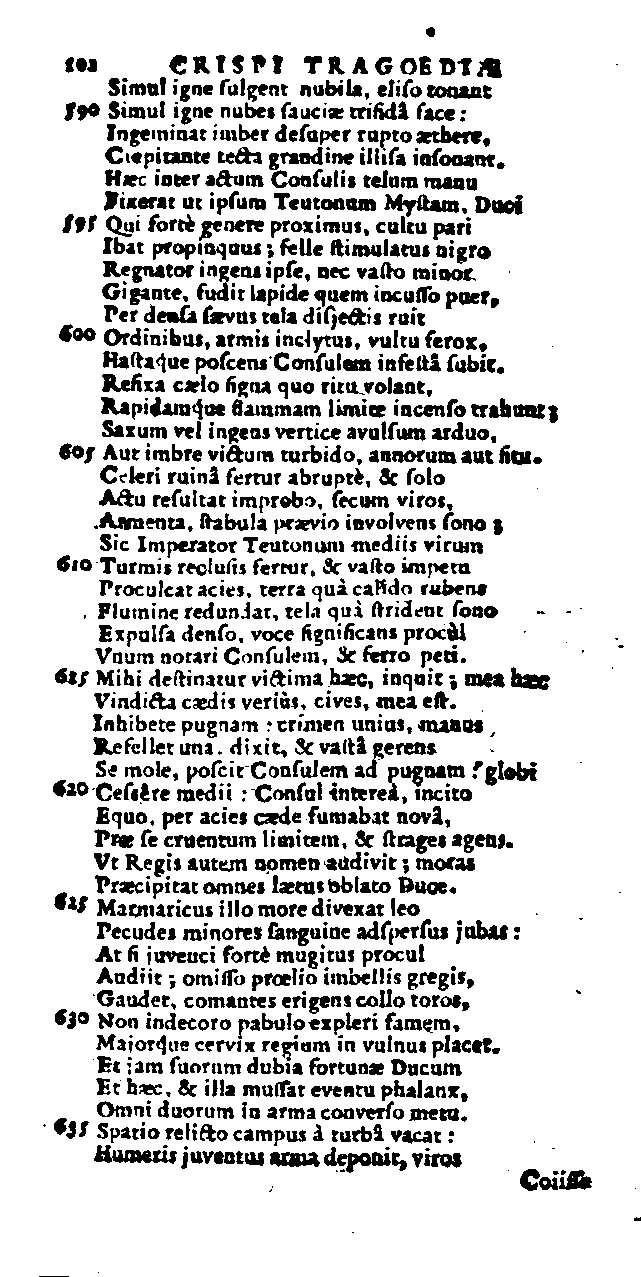 102 CRISPI TRAGOEDIÆ
Simul igne fulgent nubila, eliſo tonant
590 Simul igne nubes ſauciæ trifidâ face :
Ingeminat imber deſuper rupto æthere,
Crepitante tecta grandine illiſa inſonant.
Hæc inter actum Conſulis telum manu
Fixerat ut ipſum Teutonum Myſtam, Duci
595 Qui fortè genere proximus, cultu pari
Ibat propinquus ; felle ſtimulatus nigro
Regnator ingens ipſe, nec vaſto minor
Gigante, fudit lapide quem incuſſo puer,
Per denſa ſævus tela disjectis ruit
600 Ordinibus, armis inclytus, vultu ferox,
Haſtaque poſcens Conſulem infeſtâ ſubit.
Refixa cælo ſigna quo ritu volant,
Rapidamque flammam limite incenſo trahunt ;
Saxum vel ingens vertice avulſum arduo,
605 Aut imbre victum turbido, annorum aut ſitu.
Celeri ruinâ fertur abruptè, & ſolo
Actu reſultat improbo, ſecum viros,
Armenta, ſtabula prævio involvens ſono ;
Sic Imperator Teutonum mediis virum
610 Turmis recluſis fertur, & vaſto impetu
Proculcat acies, terra quà calido rubens
Flumine redundat, tela quà ſtrident ſono
Expulſa denſo, voce ſignificans procùl
Vnum notari Conſulem, & ferro peti.
615 Mihi deſtinatur victima hæc, inquit ; mea hæc
Vindicta cædis veriùs, cives, mea eſt.
Inhibete pugnam : crimen unius, manus
Refellet una. dixit, & vaſtâ gerens
Se mole, poſcit Conſulem ad pugnam : globi
620 Ceſſêre medii : Conſul intereà, incito
Equo, per acies cæde fumabat novâ,
Præ ſe cruentum limitem, & ſtrages agens.
Vt Regis autem nomen audivit ; moras
Præcipitat omnes lætus oblato Duce.
625 Marmaricus illo more divexat leo
Pecudes minores ſanguine adſperſus jubas :
At ſi juvenci fortè mugitus procul
Audiit ; omiſſo prœlio imbellis gregis,
Gaudet, comantes erigens collo toros,
630 Non indecoro pabulo expleri famem,
Majorque cervix regium in vulnus placet.
Et jam ſuorum dubia fortunæ Ducum
Et hæc, & illa muſſat eventu phalanx,
Omni duorum in arma converſo metu.
635 Spatio relicto campus à turbâ vacat :
Humeris juventus arma deponit, viros
Coiiſſe